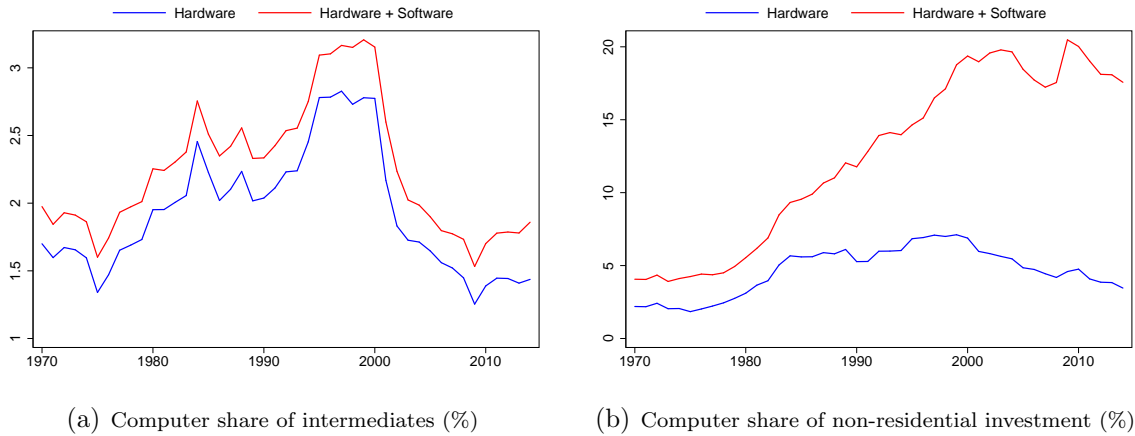 Hardware Hardware + Software
3
2.5
2
1.5
1
1970 1980 1990 2000 2010
(a) Computer share of intermediates (%)
Hardware Hardware + Software
20
15
10
5
0
1970 1980 1990 2000 2010
(b) Computer share of non-residential investment (%)